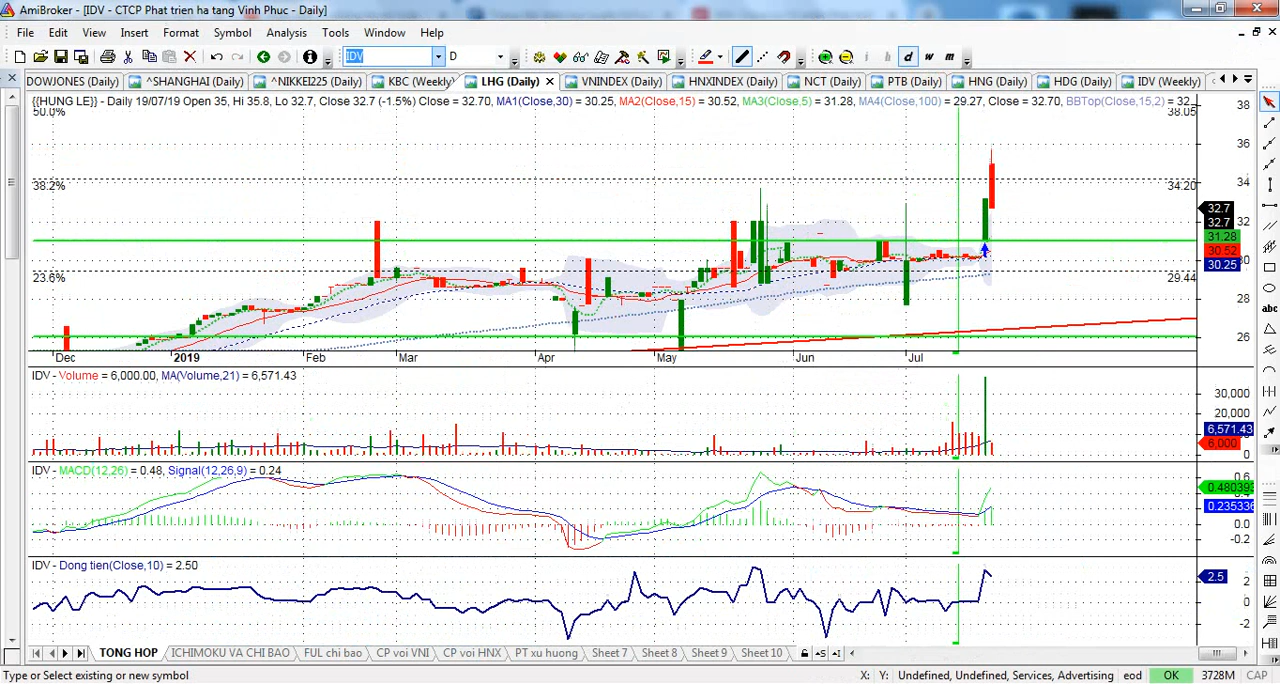 AmiBroker - [IDV - CTCP Phat trien ha tang Vinh Phuc - Daily]
File Edit View Insert Format Symbol Analysis Tools Window Help
IDV D i h d w m
DOWJONES (Daily) ^SHANGHAI (Daily) ^NIKKEI225 (Daily) KBC (Weekly) LHG (Daily) VNINDEX (Daily) HNXINDEX (Daily) NCT (Daily) PTB (Daily) HNG (Daily) HDG (Daily) IDV (Weekly)
{{HUNG LE}} - Daily 19/07/19 Open 35, Hi 35.8, Lo 32.7, Close 32.7 (-1.5%) Close = 32.70, MA1(Close,30) = 30.25, MA2(Close,15) = 30.52, MA3(Close,5) = 31.28, MA4(Close,100) = 29.27, Close = 32.70, BBTop(Close,15,2) = 32
50.0% 38.05
38
36
38.2% 34.20
34
32.7
32.7
32
31.28
30.52
30
30.25
23.6% 29.44
28
26
Dec 2019 Feb Mar Apr May Jun Jul
IDV - Volume = 6,000.00, MA(Volume,21) = 6,571.43
30,000
20,000
6,571.43
6,000
0
IDV - MACD(12,26) = 0.48, Signal(12,26,9) = 0.24
0.6
0.480393
0.4
0.235336
0.0
-0.2
IDV - Dong tien(Close,10) = 2.50
2.5
2
0
-2
TONG HOP ICHIMOKU VA CHI BAO FUL chi bao CP voi VNI CP voi HNX PT xu huong Sheet 7 Sheet 8 Sheet 9 Sheet 10
Type or Select existing or new symbol X: Y: Undefined, Undefined, Services, Advertising eod OK 3728M CAP
abc